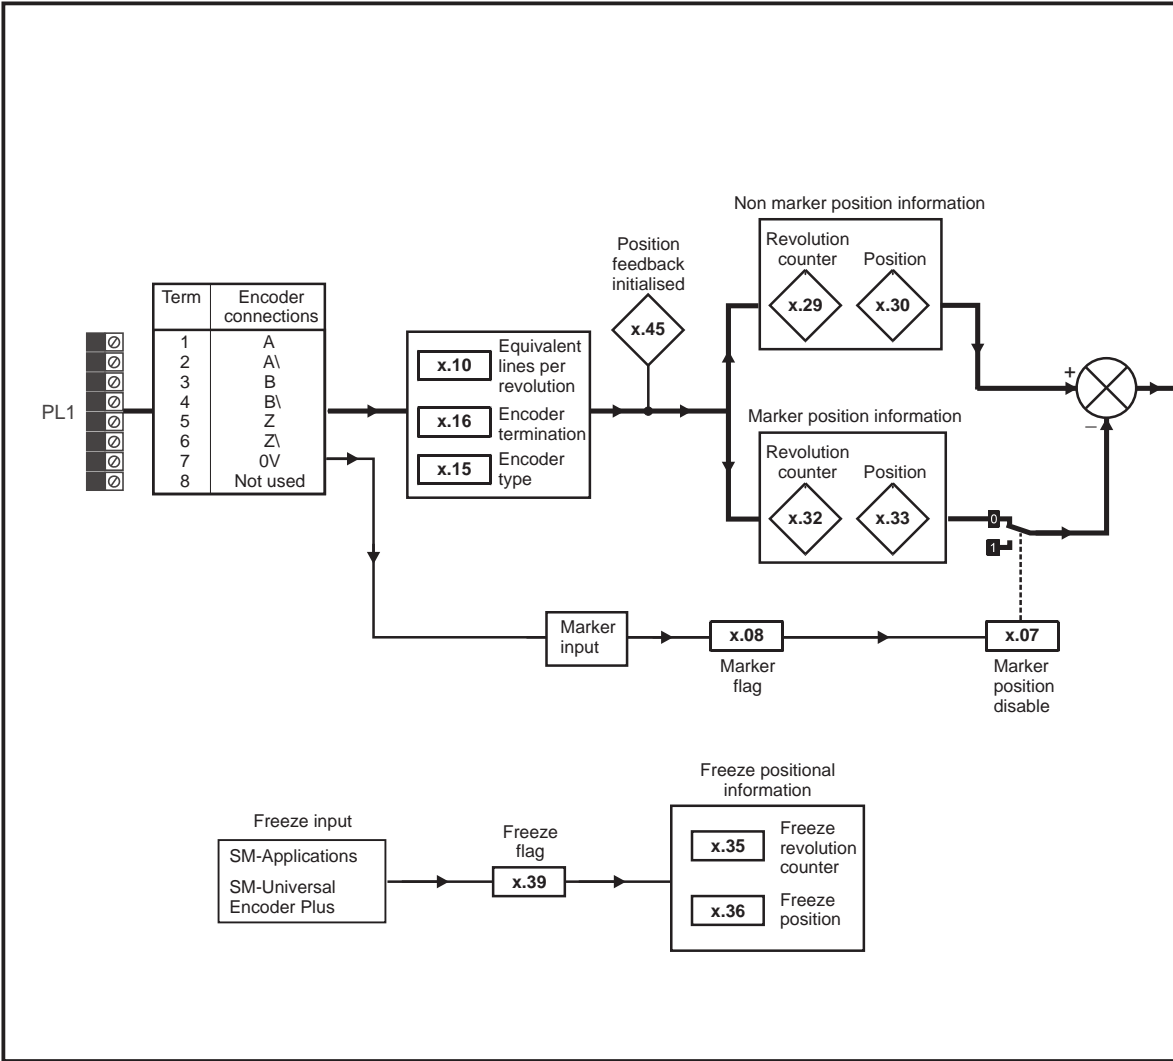 Non marker position information
Revolution
counter
Position
x.29
x.30
Position
feedback
initialised
x.45
Term
Encoder
connections
1
A
2
A\
3
B
4
B\
5
Z
6
Z\
7
0V
8
Not used
PL1
x.10
Equivalent
lines per
revolution
x.16
Encoder
termination
x.15
Encoder
type
+
–
Marker position information
Revolution
counter
Position
x.32
x.33
0
1
Marker
input
x.08
Marker
flag
x.07
Marker
position
disable
Freeze input
SM-Applications
SM-Universal
Encoder Plus
Freeze
flag
x.39
Freeze positional
information
x.35
Freeze
revolution
counter
x.36
Freeze
position